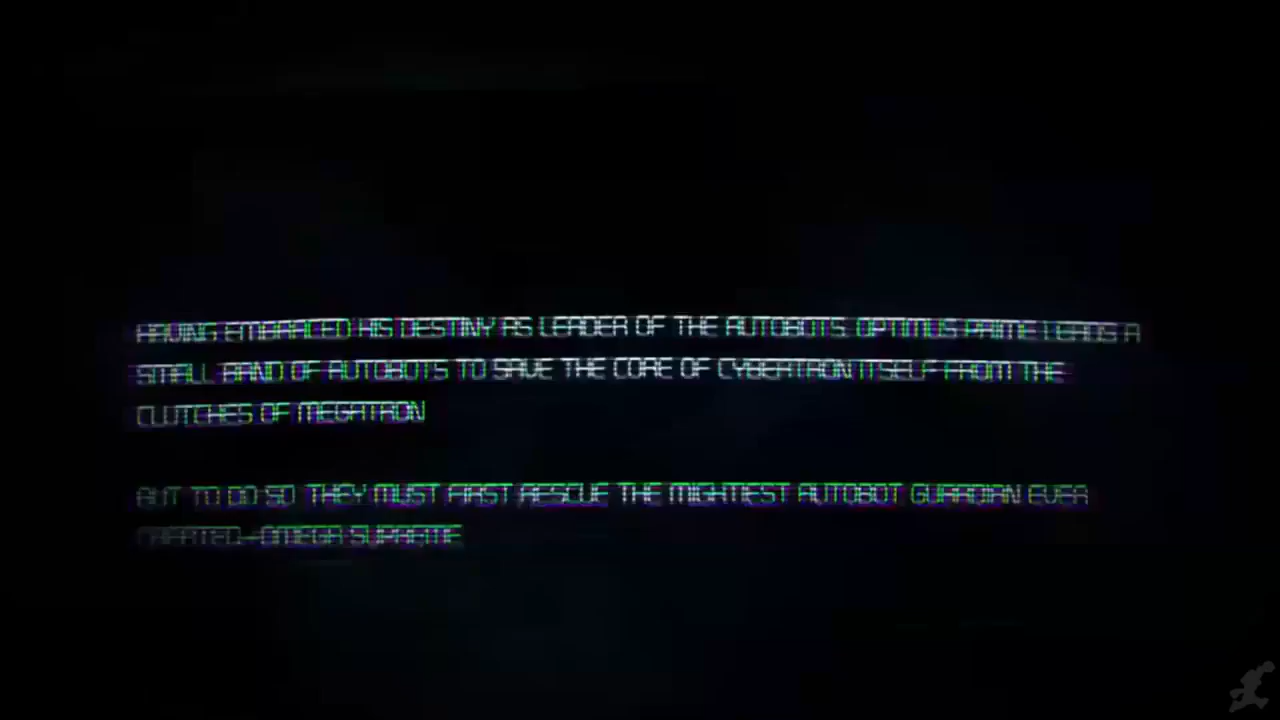 HAVING EMBRACED HIS DESTINY AS LEADER OF THE AUTOBOTS, OPTIMUS PRIME LEADS A
SMALL BAND OF AUTOBOTS TO SAVE THE CORE OF CYBERTRON ITSELF FROM THE
CLUTCHES OF MEGATRON
BUT TO DO SO THEY MUST FIRST RESCUE THE MIGHTIEST AUTOBOT GUARDIAN EVER
CREATED - OMEGA SUPREME